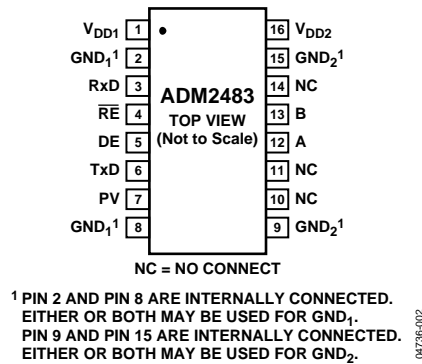 VDD1 1 16 VDD2
GND1¹ 2 15 GND2¹
RxD 3 14 NC
R̅E̅ 4 13 B
DE 5 12 A
TxD 6 11 NC
PV 7 10 NC
GND1¹ 8 9 GND2¹
ADM2483
TOP VIEW
(Not to Scale)
NC = NO CONNECT
¹ PIN 2 AND PIN 8 ARE INTERNALLY CONNECTED.
EITHER OR BOTH MAY BE USED FOR GND1.
PIN 9 AND PIN 15 ARE INTERNALLY CONNECTED.
EITHER OR BOTH MAY BE USED FOR GND2.
04736-002